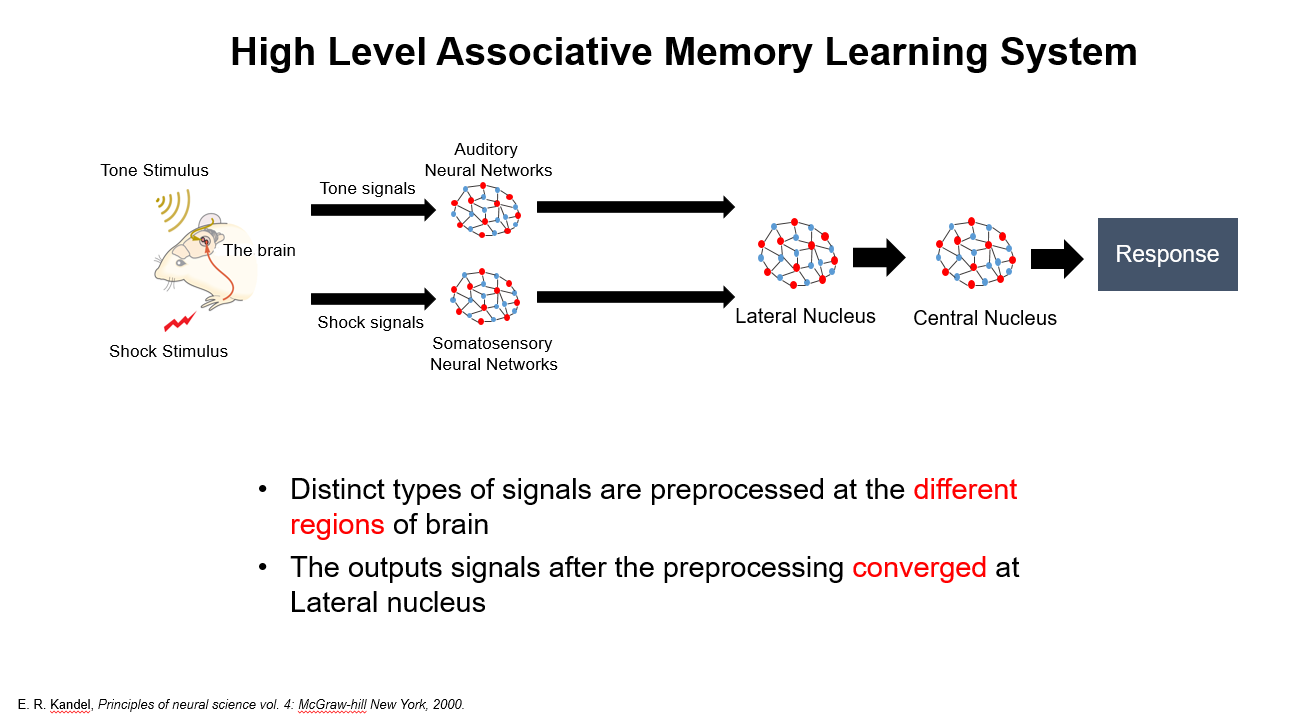 High Level Associative Memory Learning System
Tone Stimulus
The brain
Shock Stimulus
Tone signals
Shock signals
Auditory
Neural Networks
Somatosensory
Neural Networks
Lateral Nucleus
Central Nucleus
Response
• Distinct types of signals are preprocessed at the different
regions of brain
• The outputs signals after the preprocessing converged at
Lateral nucleus
E. R. Kandel, Principles of neural science vol. 4: McGraw-hill New York, 2000.